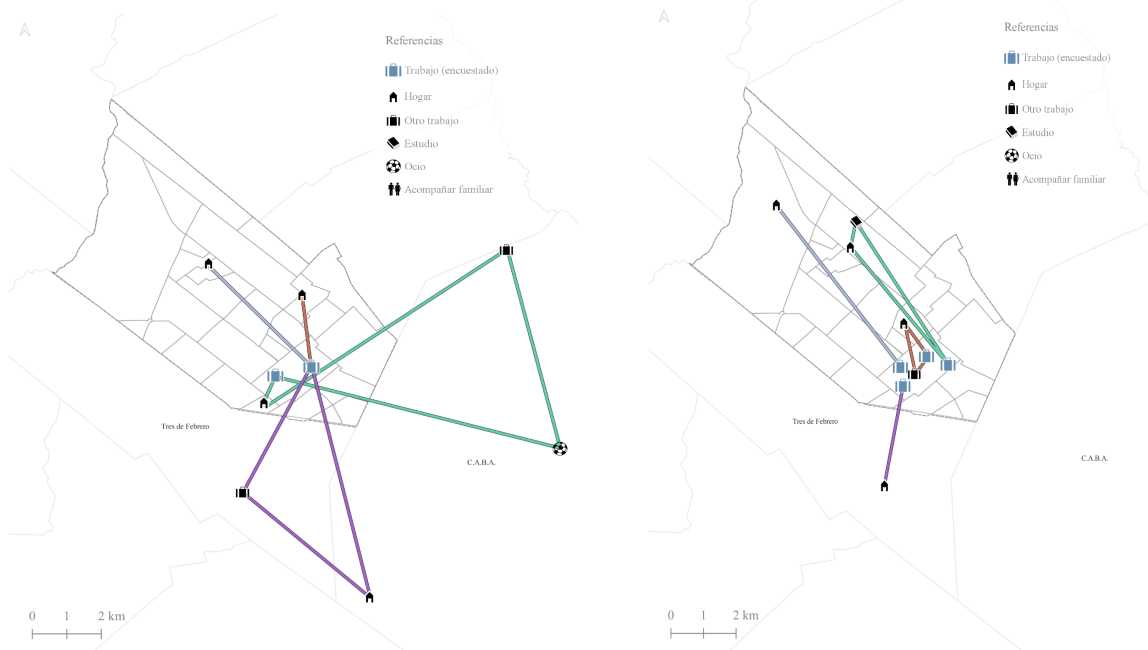 Referencias
Trabajo (encuestado)
Hogar
Otro trabajo
Estudio
Ocio
Acompañar familiar
Tres de Febrero
C.A.B.A.
0 1 2 km
Referencias
Trabajo (encuestado)
Hogar
Otro trabajo
Estudio
Ocio
Acompañar familiar
Tres de Febrero
C.A.B.A.
0 1 2 km